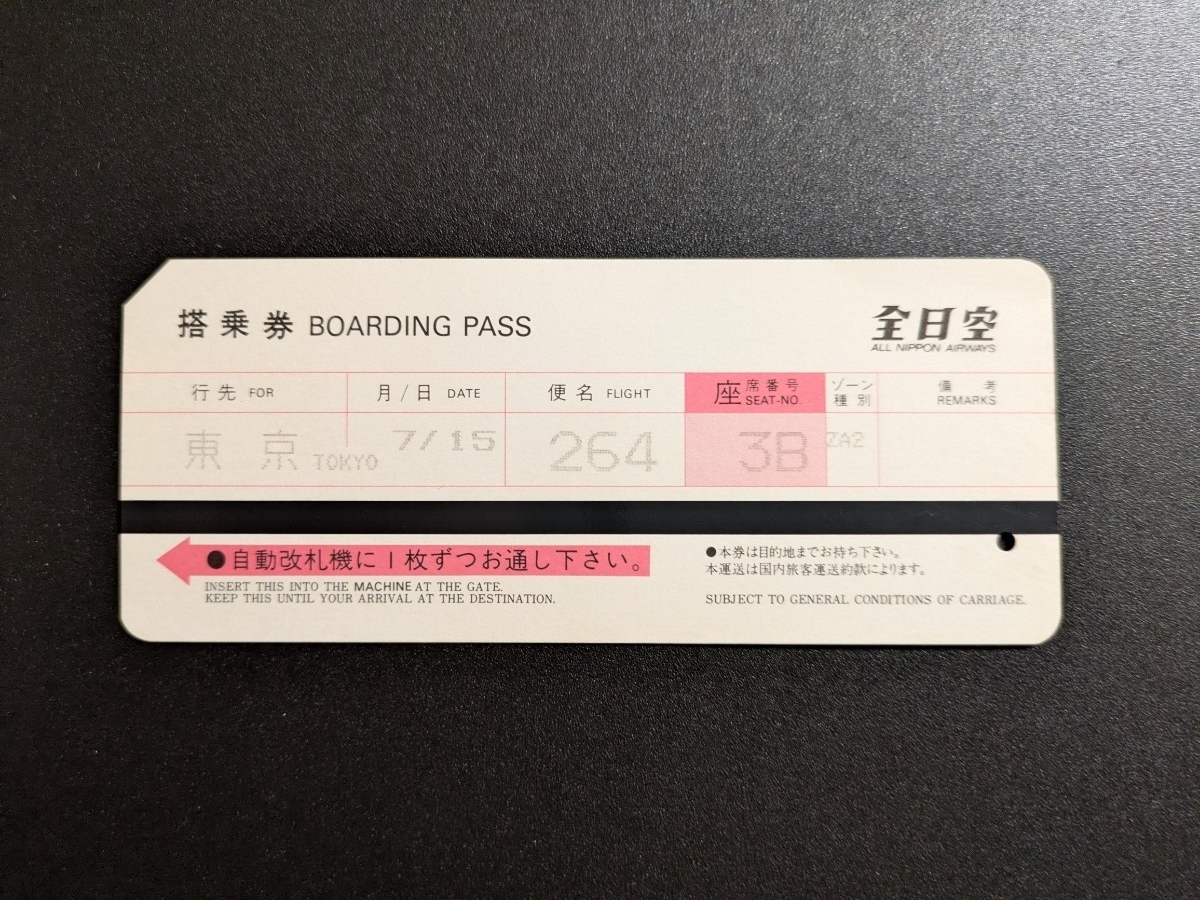 搭乗券 BOARDING PASS
全日空
ALL NIPPON AIRWAYS
行先 FOR
月/日 DATE
便名 FLIGHT
座席番号 SEAT-NO.
ゾーン種別
備考 REMARKS
東京 TOKYO
7/15
264
3B
ZA2
●自動改札機に1枚ずつお通し下さい。
INSERT THIS INTO THE MACHINE AT THE GATE.
KEEP THIS UNTIL YOUR ARRIVAL AT THE DESTINATION.
●本券は目的地までお持ち下さい。
本運送は国内旅客運送約款によります。
SUBJECT TO GENERAL CONDITIONS OF CARRIAGE.